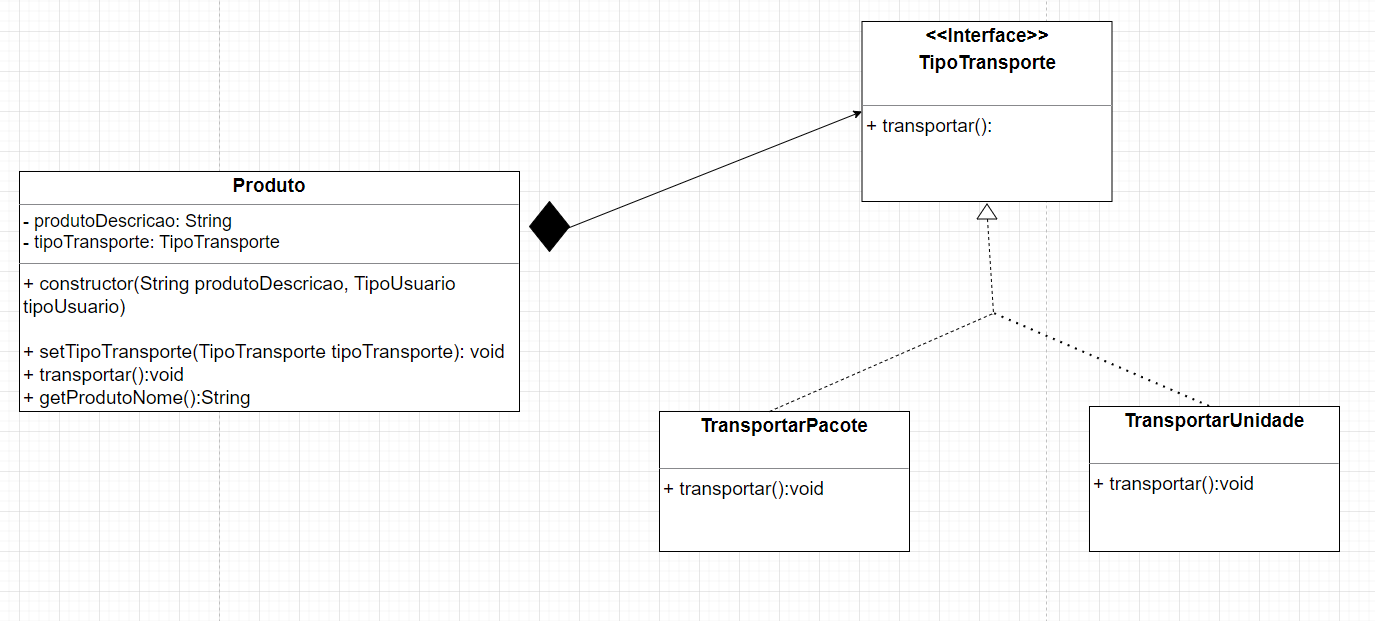 <<Interface>>
TipoTransporte
+ transportar():
Produto
- produtoDescricao: String
- tipoTransporte: TipoTransporte
+ constructor(String produtoDescricao, TipoUsuario
tipoUsuario)
+ setTipoTransporte(TipoTransporte tipoTransporte): void
+ transportar():void
+ getProdutoNome():String
TransportarPacote
+ transportar():void
TransportarUnidade
+ transportar():void